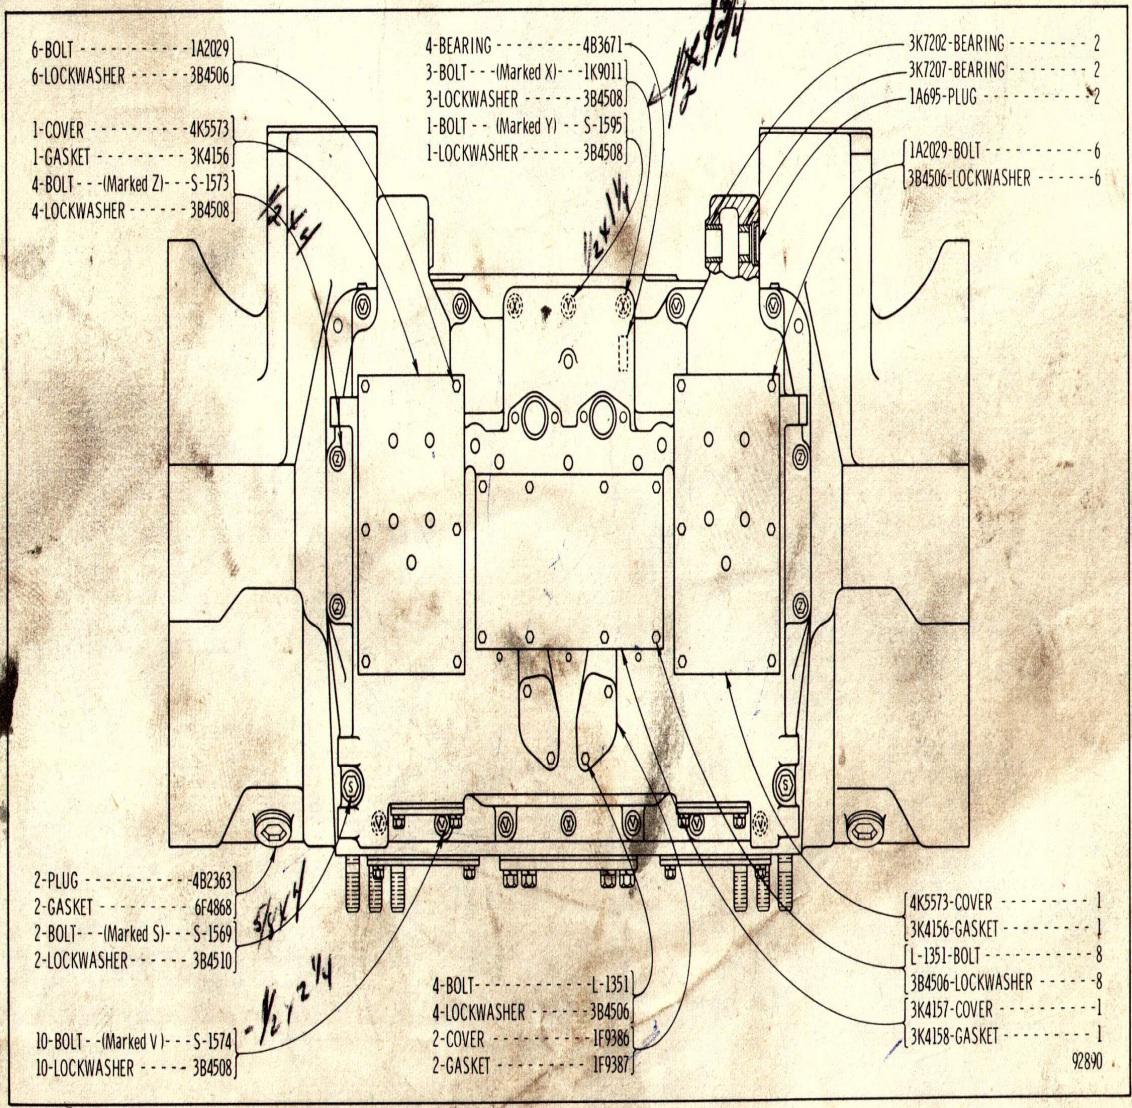 6-BOLT - - - - - - - - - - - 1A2029
6-LOCKWASHER - - - - - - 3B4506
1-COVER - - - - - - - - - - 4K5573
1-GASKET - - - - - - - - - 3K4156
4-BOLT - - -(Marked Z)- - -S-1573
4-LOCKWASHER - - - - - - 3B4508
1/2 x 4
4-BEARING - - - - - - - - - 4B3671
3-BOLT - - -(Marked X)- - -1K9011
3-LOCKWASHER - - - - - - 3B4508
1-BOLT - - (Marked Y)- - S-1595
1-LOCKWASHER - - - - - - 3B4508
1/2 x 1 1/4
3K7202-BEARING - - - - - - - - 2
3K7207-BEARING - - - - - - - - 2
1A695-PLUG - - - - - - - - - - - 2
1A2029-BOLT - - - - - - - - - - 6
3B4506-LOCKWASHER - - - - - - 6
X Y X
V V V V
Z Z
Z Z
S S
V V V X V V V
2-PLUG - - - - - - - - - - - 4B2363
2-GASKET - - - - - - - - - 6F4868
2-BOLT- - -(Marked S)- - -S-1569
2-LOCKWASHER- - - - - - 3B4510
5/8 x 4
10-BOLT - -(Marked V)- - -S-1574
10-LOCKWASHER - - - - - 3B4508
- 1/2 x 2 1/4
4-BOLT- - - - - - - - - - - -L-1351
4-LOCKWASHER - - - - - - 3B4506
2-COVER - - - - - - - - - - 1F9386
2-GASKET - - - - - - - - - 1F9387
4K5573-COVER - - - - - - - - - 1
3K4156-GASKET - - - - - - - - 1
L-1351-BOLT - - - - - - - - - - 8
3B4506-LOCKWASHER - - - - - -8
3K4157-COVER - - - - - - - - -1
3K4158-GASKET - - - - - - - - 1
92890